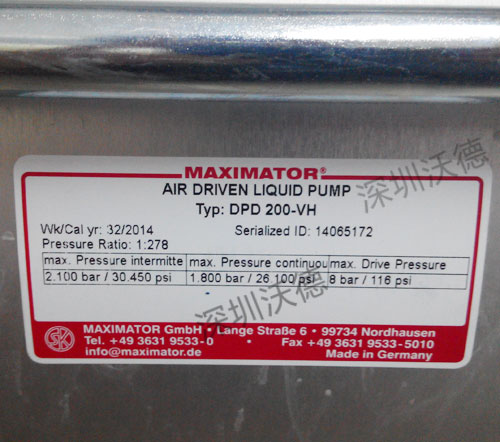 MAXIMATOR®
AIR DRIVEN LIQUID PUMP
Typ: DPD 200-VH
Wk/Cal yr: 32/2014 Serialized ID: 14065172
Pressure Ratio: 1:278
max. Pressure intermitte max. Pressure continuou max. Drive Pressure
2.100 bar / 30.450 psi 1.800 bar / 26.100 psi 8 bar / 116 psi
MAXIMATOR GmbH • Lange Straße 6 • 99734 Nordhausen
Tel. +49 3631 9533-0 • Fax +49 3631 9533-5010
info@maximator.de Made in Germany
深圳沃德
深圳沃德